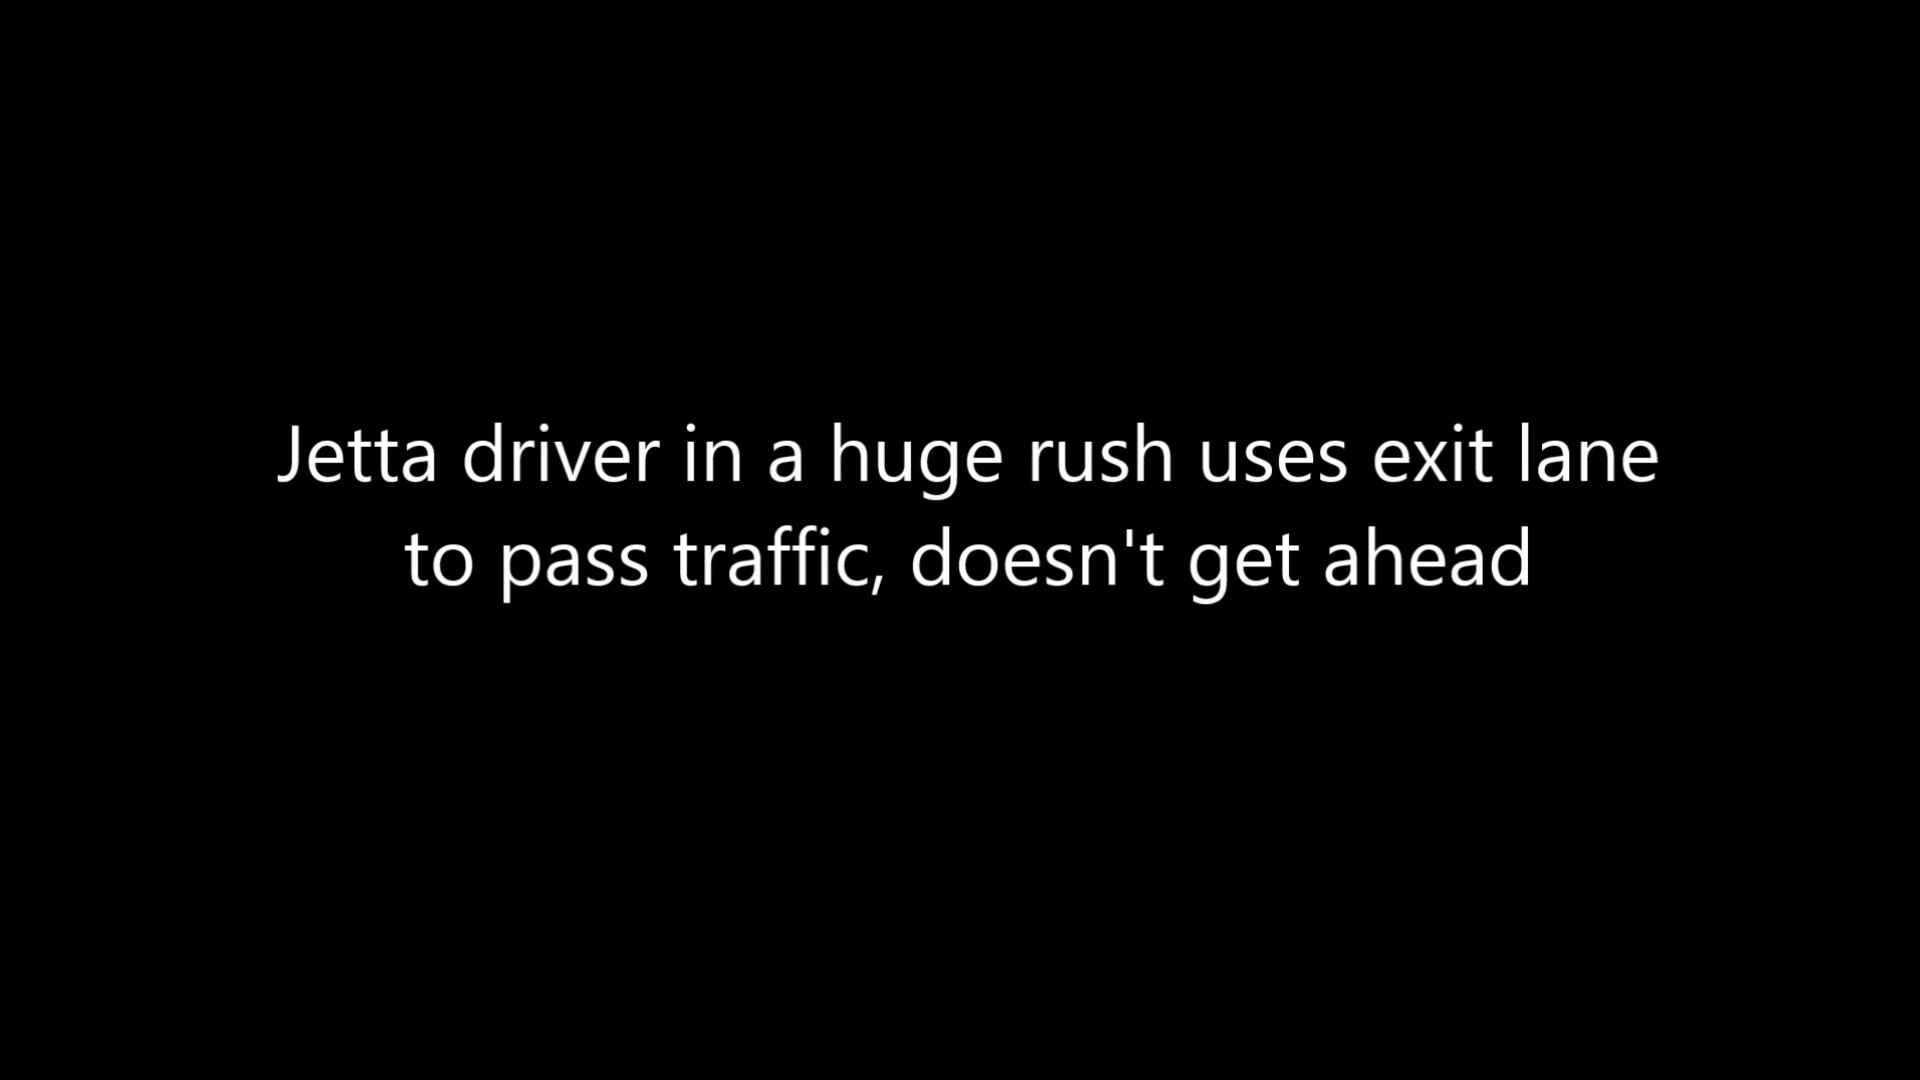 Jetta driver in a huge rush uses exit lane
to pass traffic, doesn't get ahead